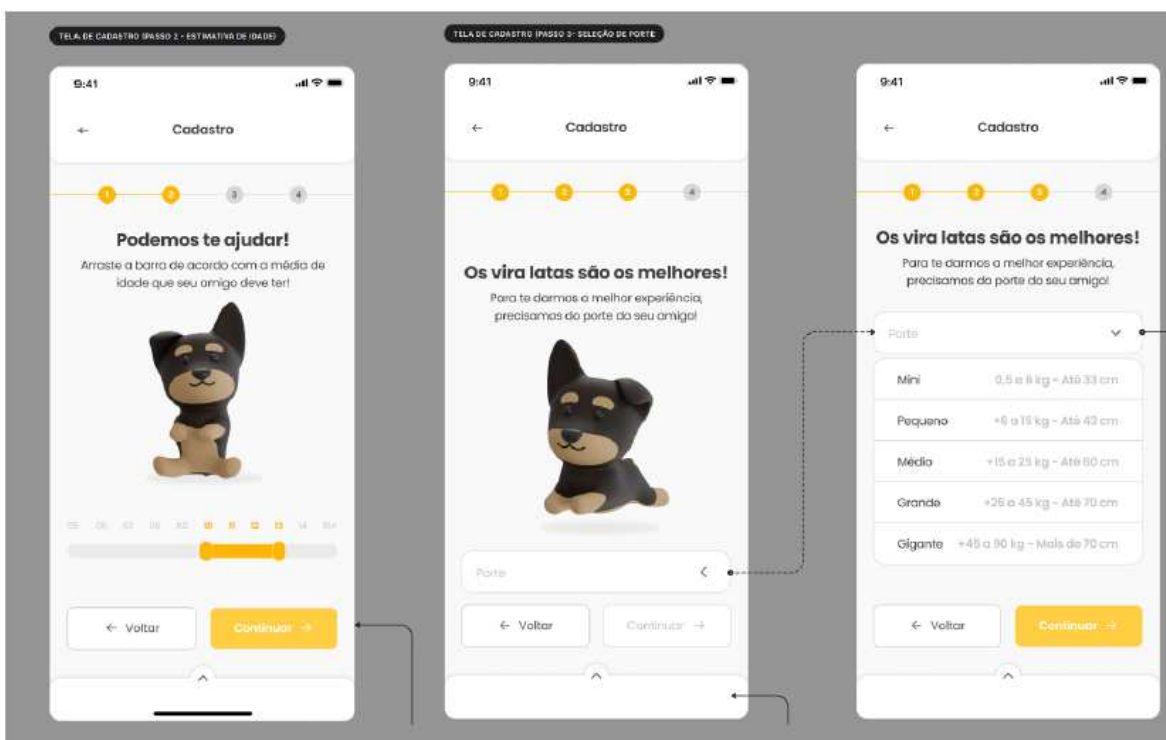 TELA DE CADASTRO (PASSO 2 - ESTIMATIVA DE IDADE)
9:41
Cadastro
1 2 3 4
Podemos te ajudar!
Arraste a barra de acordo com a média de
idade que seu amigo deve ter!
05 06 07 08 09 10 11 12 13 14 15+
← Voltar
Continuar →
TELA DE CADASTRO (PASSO 3- SELEÇÃO DE PORTE)
9:41
Cadastro
1 2 3 4
Os vira latas são os melhores!
Para te darmos a melhor experiência,
precisamos do porte do seu amigo!
Porte
← Voltar
Continuar →
9:41
Cadastro
1 2 3 4
Os vira latas são os melhores!
Para te darmos a melhor experiência,
precisamos do porte do seu amigo!
Porte
Mini 0,5 a 6 kg - Até 33 cm
Pequeno +6 a 15 kg - Até 43 cm
Médio +15 a 25 kg - Até 60 cm
Grande +25 a 45 kg - Até 70 cm
Gigante +45 a 90 kg - Mais de 70 cm
← Voltar
Continuar →